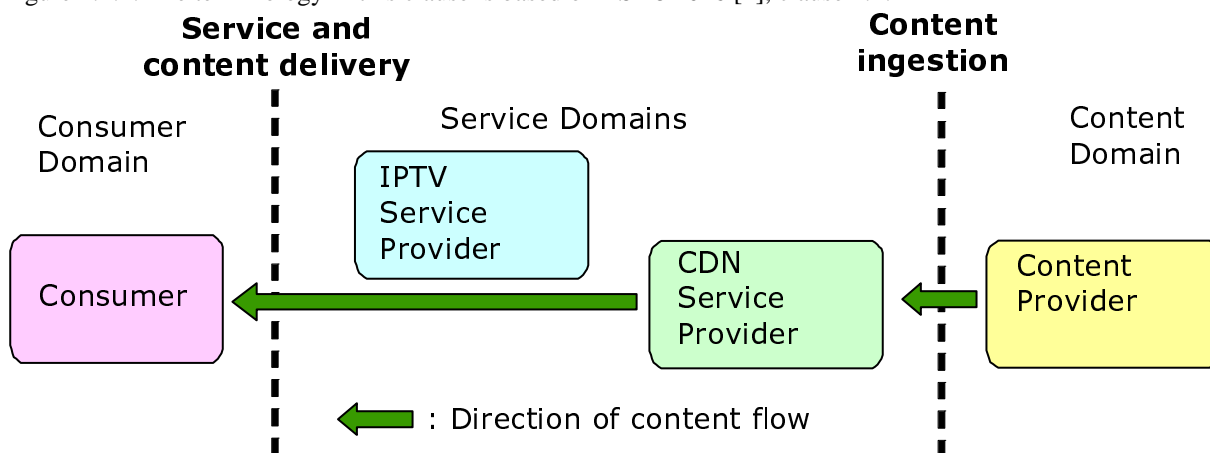 Service and
content delivery
Content
ingestion
Consumer
Domain
Service Domains
Content
Domain
IPTV
Service
Provider
CDN
Service
Provider
Content
Provider
Consumer
: Direction of content flow